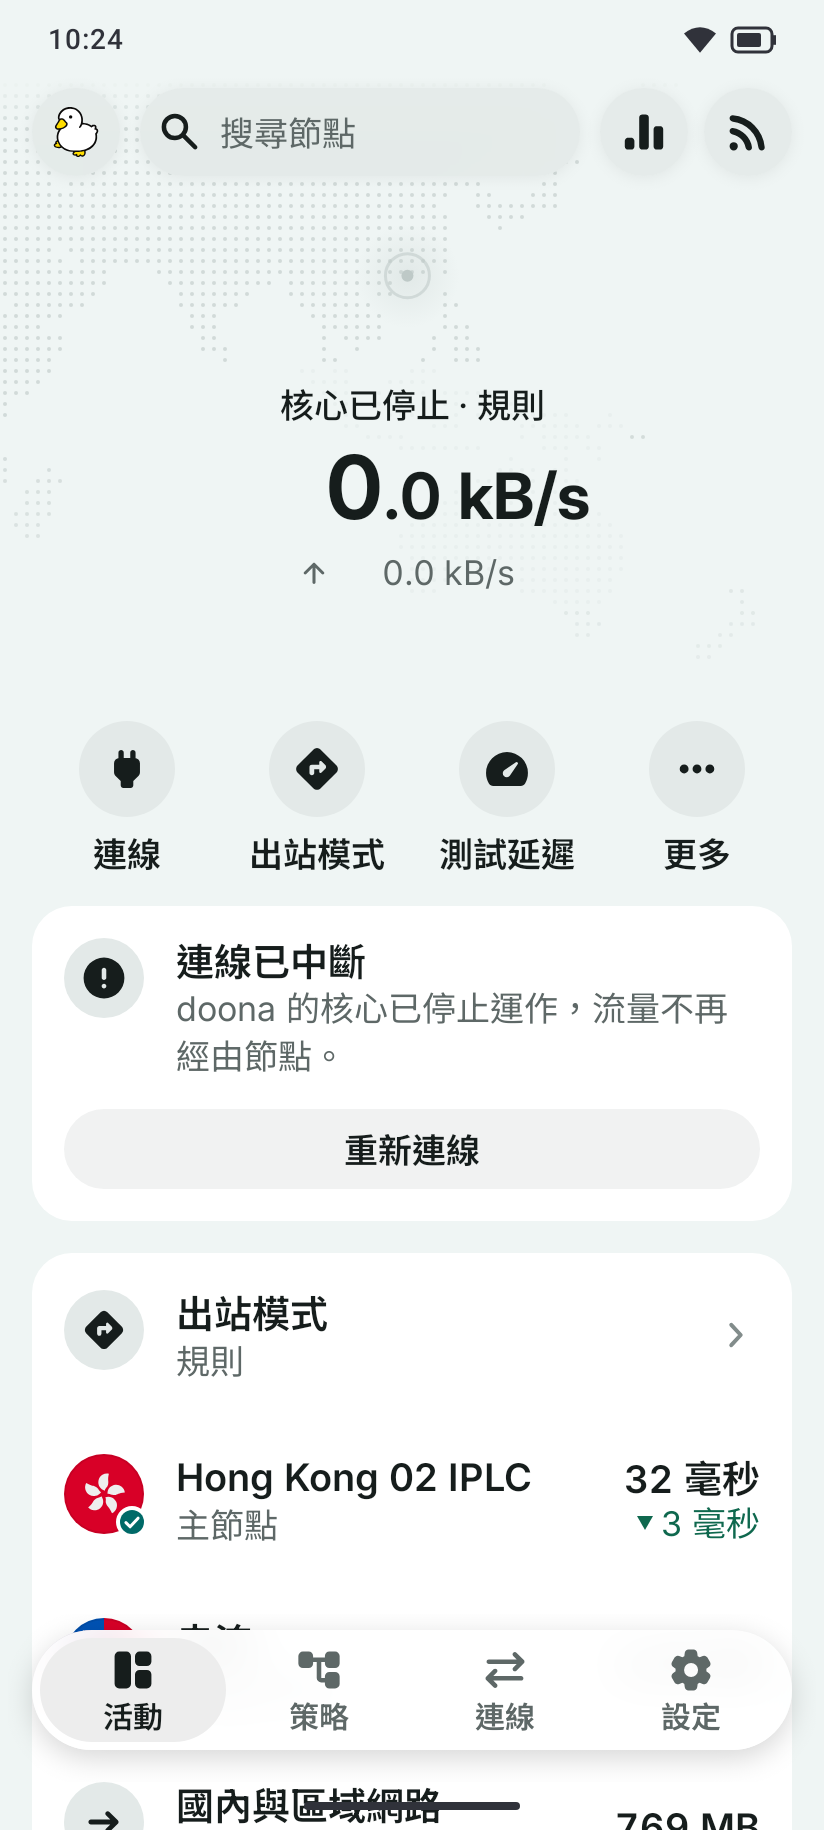 10:24
搜尋節點
核心已停止 · 規則
0.0 kB/s
0.0 kB/s
連線
出站模式
測試延遲
更多
連線已中斷
doona 的核心已停止運作，流量不再
經由節點。
重新連線
出站模式
規則
Hong Kong 02 IPLC
32 毫秒
主節點
3 毫秒
活動
策略
連線
設定
國內與區域網路
769 MB